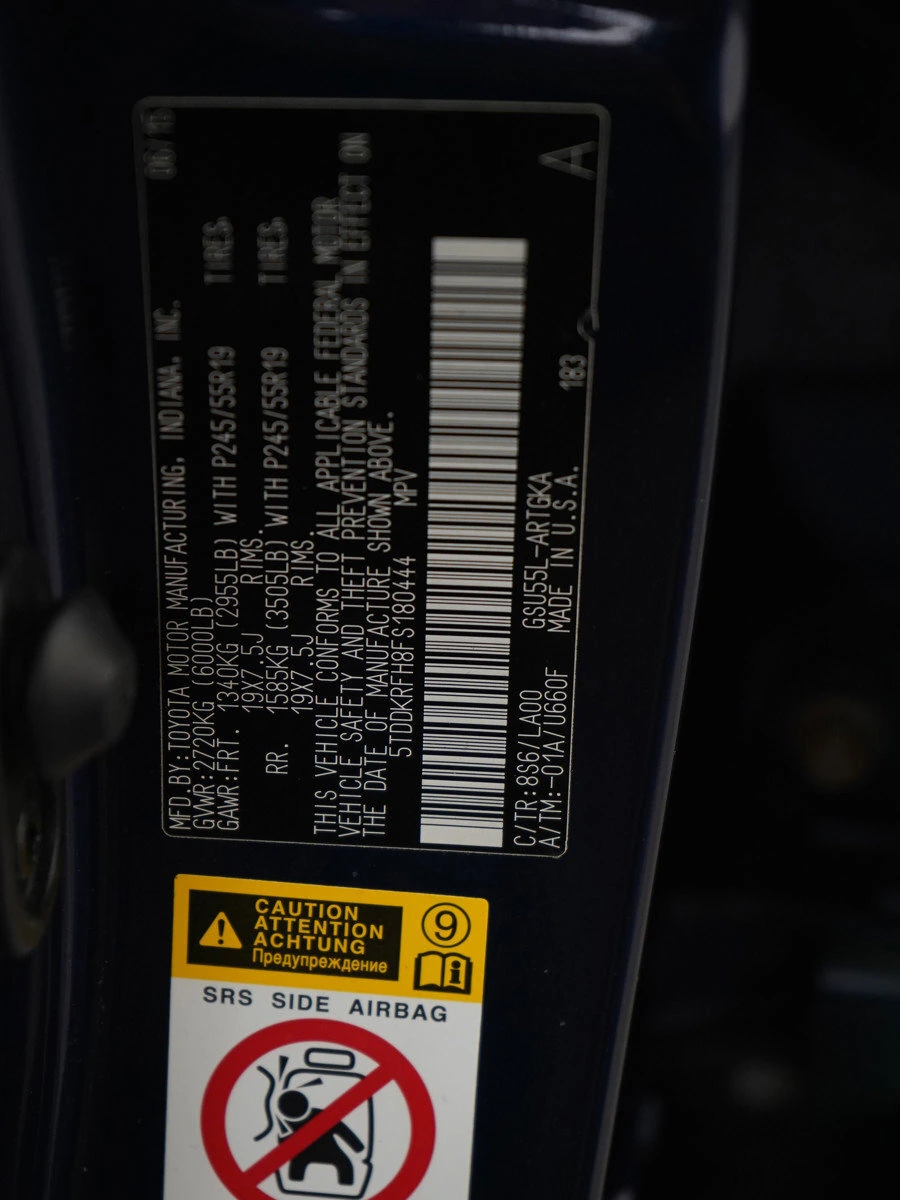 MFD.BY:TOYOTA MOTOR MANUFACTURING, INDIANA, INC. 06/15
GVWR:2720KG (6000LB)
GAWR:FRT. 1340KG (2955LB) WITH P245/55R19 TIRES,
19X7.5J RIMS.
RR. 1585KG (3505LB) WITH P245/55R19 TIRES,
19X7.5J RIMS.
THIS VEHICLE CONFORMS TO ALL APPLICABLE FEDERAL MOTOR
VEHICLE SAFETY AND THEFT PREVENTION STANDARDS IN EFFECT ON
THE DATE OF MANUFACTURE SHOWN ABOVE.
5TDDKRFH8FS180444 MPV
C/TR:8S6/LA00 GSU55L-ARTGKA 183
A/TM:-01A/U660F MADE IN U.S.A.
A
CAUTION
ATTENTION
ACHTUNG
Предупреждение
9
i
SRS SIDE AIRBAG